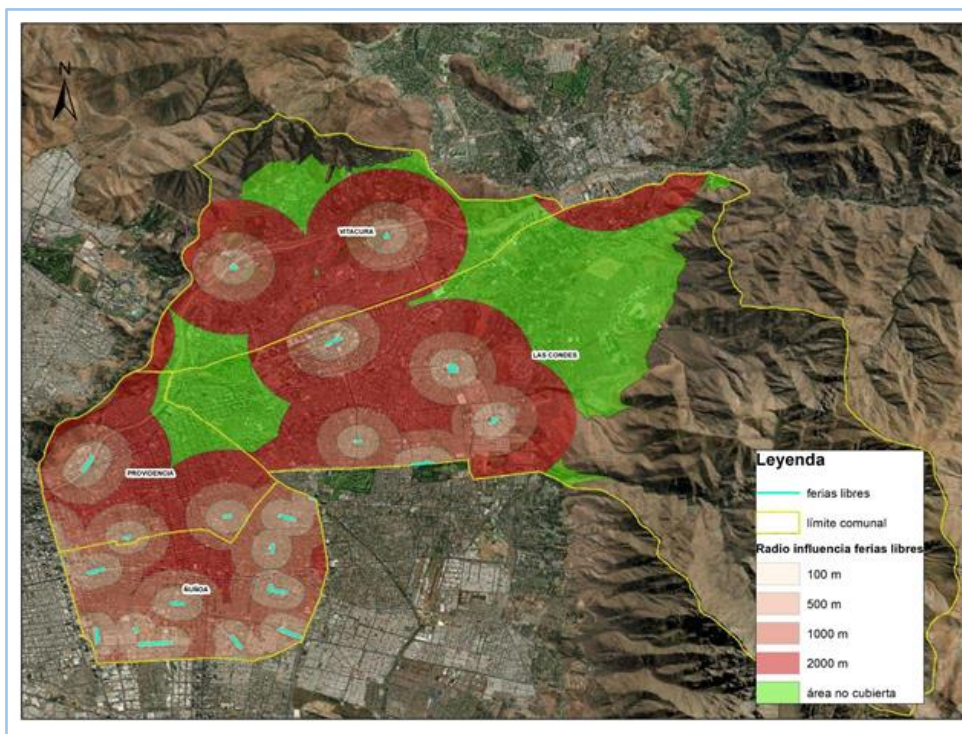 N
VITACURA
LAS CONDES
PROVIDENCIA
ÑUÑOA
Leyenda
ferias libres
límite comunal
Radio influencia ferias libres
100 m
500 m
1000 m
2000 m
área no cubierta